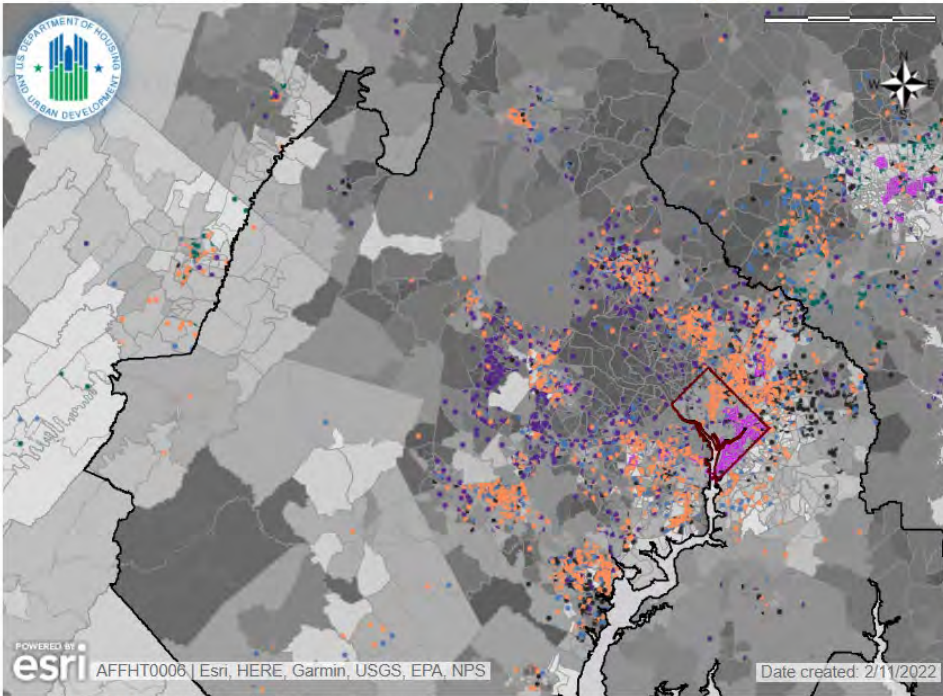 US DEPARTMENT OF HOUSING
AND URBAN DEVELOPMENT
N
W
E
POWERED BY
esri
AFFHT0006 | Esri, HERE, Garmin, USGS, EPA, NPS
Date created: 2/11/2022